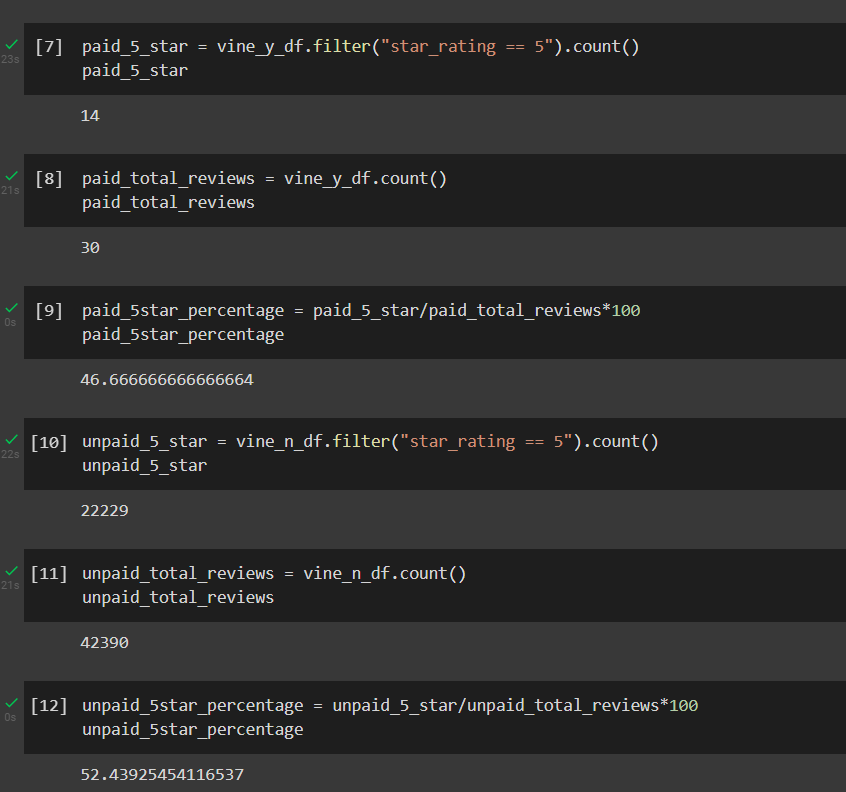 [7] paid_5_star = vine_y_df.filter("star_rating == 5").count()
23s paid_5_star
14
[8] paid_total_reviews = vine_y_df.count()
21s paid_total_reviews
30
[9] paid_5star_percentage = paid_5_star/paid_total_reviews*100
0s paid_5star_percentage
46.666666666666664
[10] unpaid_5_star = vine_n_df.filter("star_rating == 5").count()
22s unpaid_5_star
22229
[11] unpaid_total_reviews = vine_n_df.count()
21s unpaid_total_reviews
42390
[12] unpaid_5star_percentage = unpaid_5_star/unpaid_total_reviews*100
0s unpaid_5star_percentage
52.43925454116537